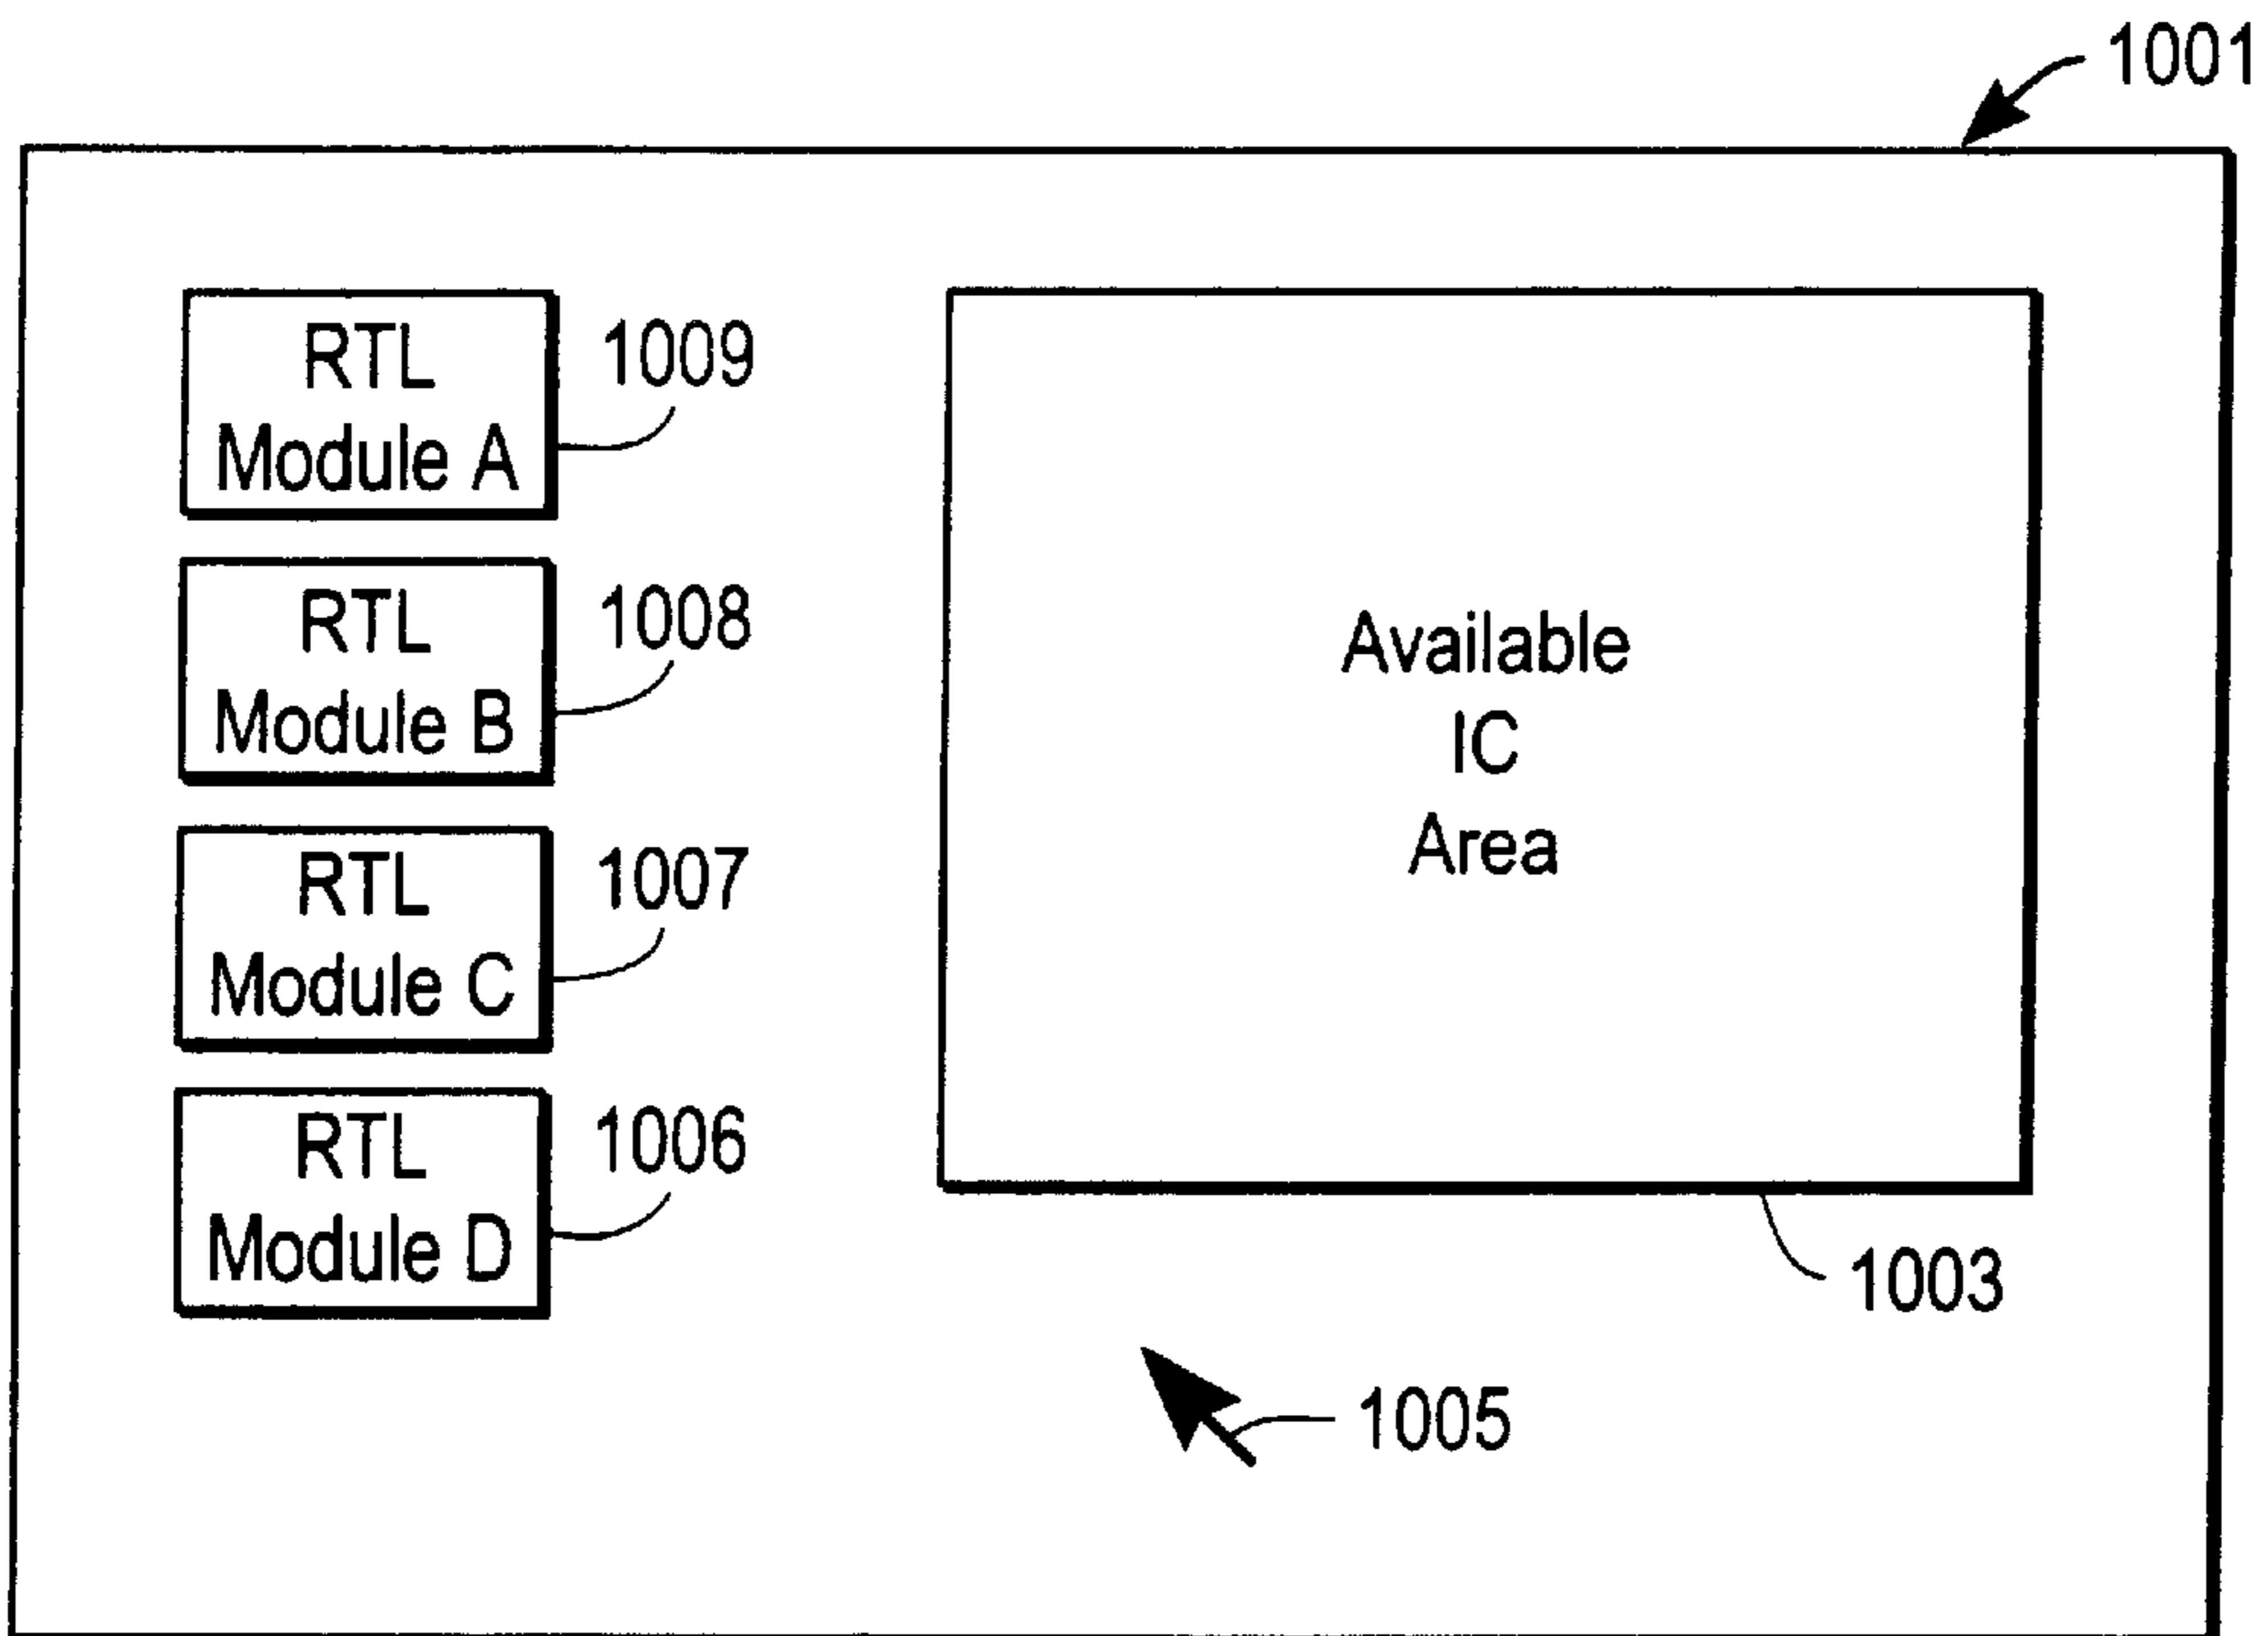 1001
RTL
Module A
1009
RTL
Module B
1008
RTL
Module C
1007
RTL
Module D
1006
Available
IC
Area
1003
1005